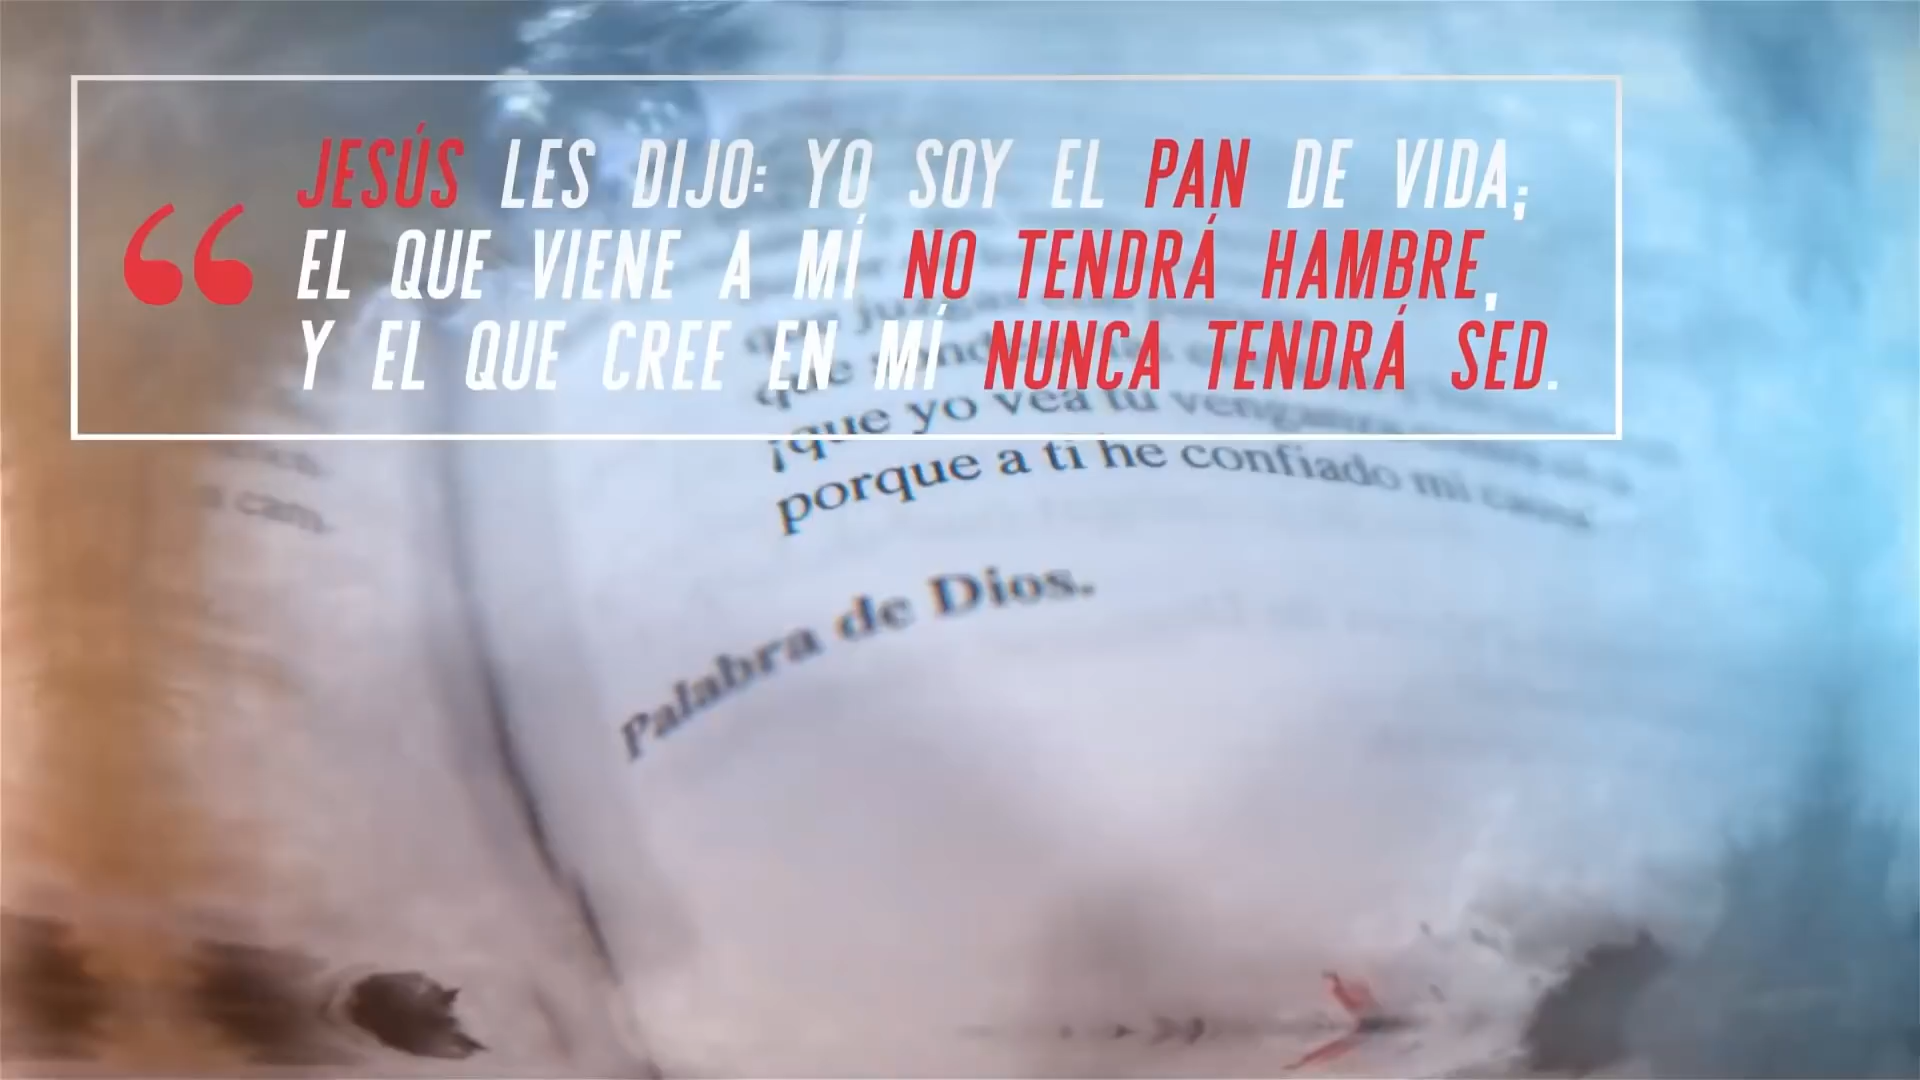 JESÚS LES DIJO: YO SOY EL PAN DE VIDA;
EL QUE VIENE A MÍ NO TENDRÁ HAMBRE,
Y EL QUE CREE EN MÍ NUNCA TENDRÁ SED.
¡que yo vea tu
porque a ti he confiado mi
Palabra de Dios.